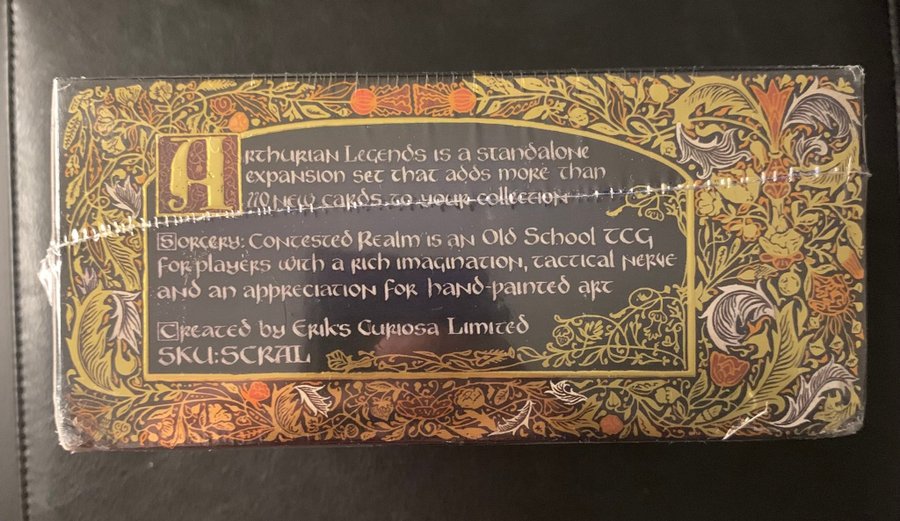 Arthurian Legends is a standalone
expansion set that adds more than
new cards to your collection
Sorcery: Contested Realm is an Old School TCG
for players with a rich imagination, tactical nerve
and an appreciation for hand-painted art
Created by Erik's Curiosa Limited
SKU:SCRAL